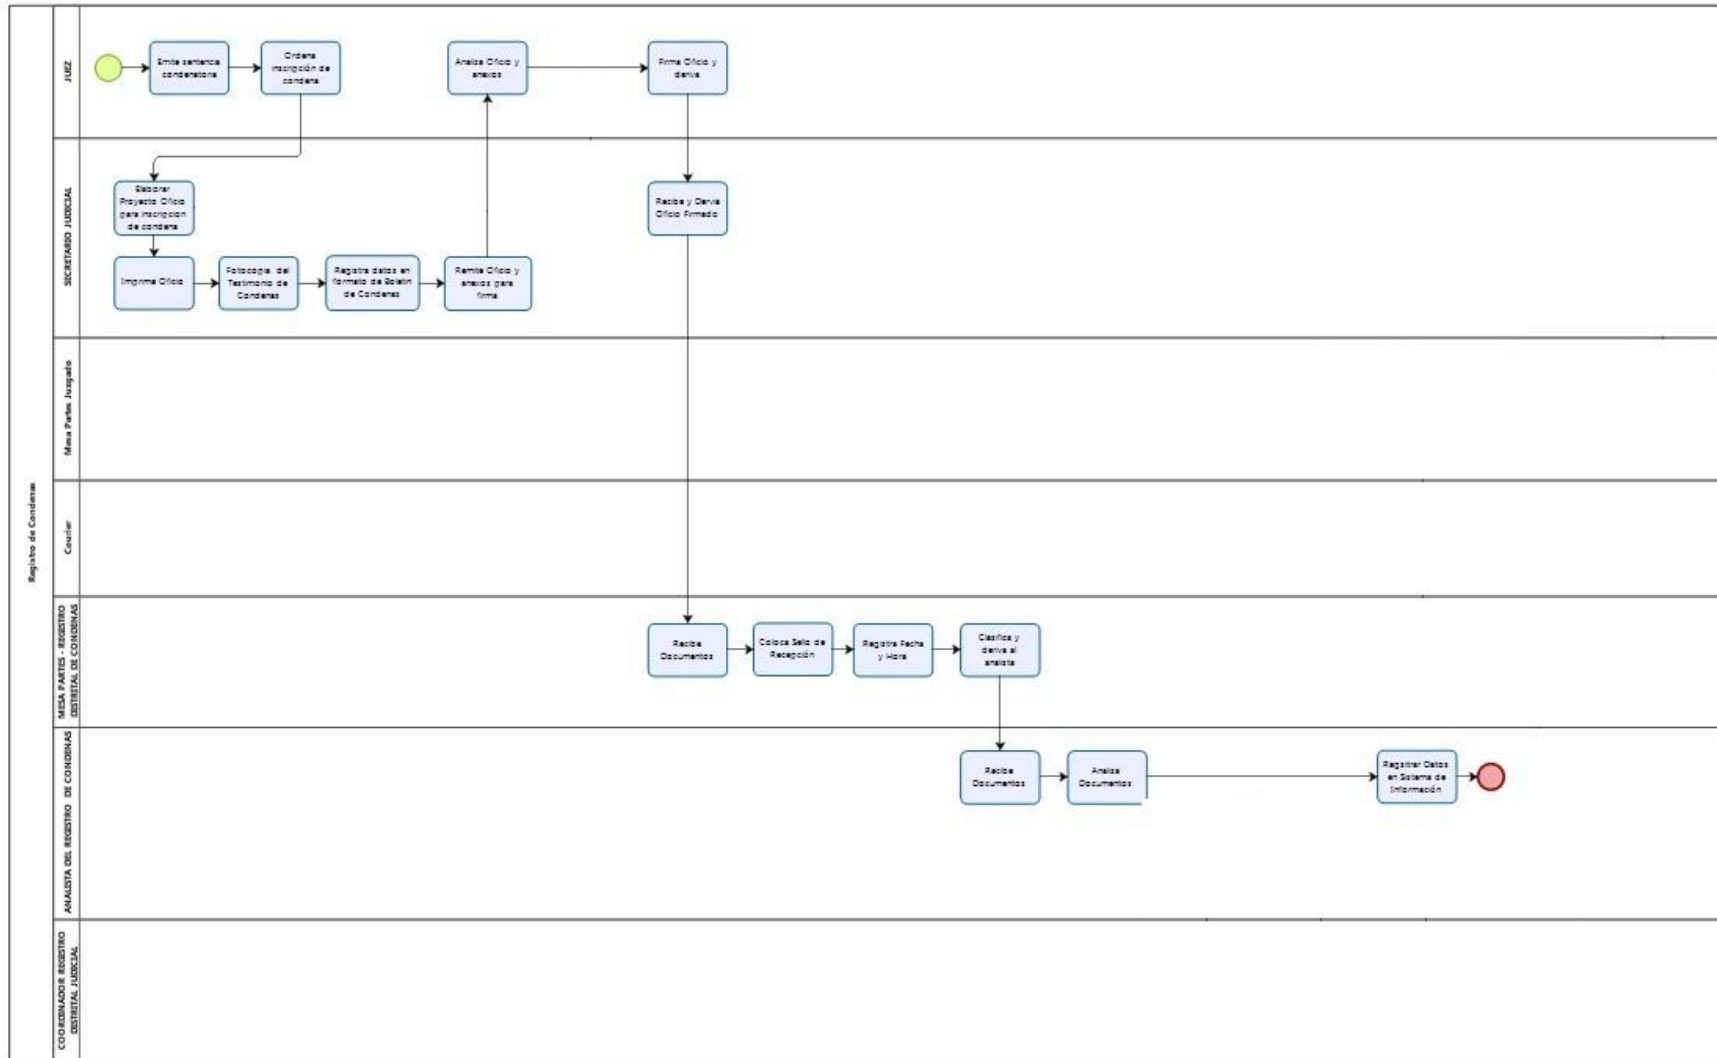 Registro de Condenas
JUEZ
Emite sentencia
condenatoria
Ordena
inscripción de
condena
Analiza Oficio y
anexos
Firma Oficio y
deriva
SECRETARIO JUDICIAL
Elaborar
Proyecto Oficio
para inscripcion
de condena
Recibe y Deriva
Oficio Firmado
Imprime Oficio
Fotocopia del
Testimonio de
Condenas
Registra datos en
formato de Boletin
de Condenas
Remite Oficio y
anexos para
firma
Mesa Partes Juzgado
Courier
MESA PARTES - REGISTRO
DISTRITAL DE CONDENAS
Recibe
Documentos
Coloca Sello de
Recepción
Registra Fecha
y Hora
Clasifica y
deriva al
analista
ANALISTA DEL REGISTRO DE CONDENAS
Recibe
Documentos
Analiza
Documentos
Registrar Datos
en Sistema de
Información
COORDINADOR REGISTRO
DISTRITAL JUDICIAL